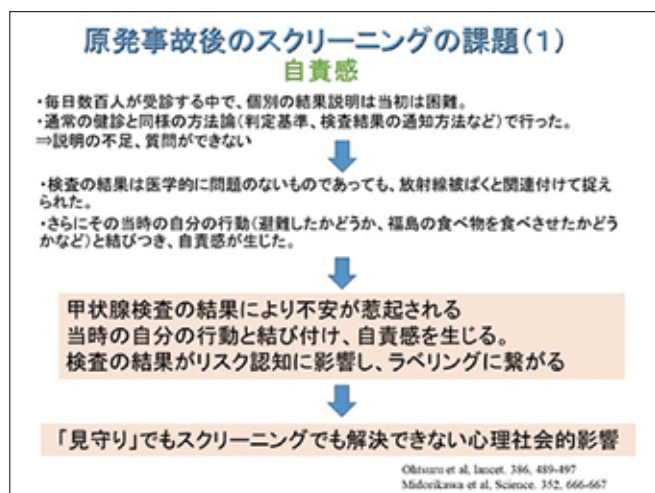 原発事故後のスクリーニングの課題（1）
自責感
・毎日数百人が受診する中で、個別の結果説明は当初は困難。
・通常の健診と同様の方法論（判定基準、検査結果の通知方法など）で行った。
⇒説明の不足、質問ができない
・検査の結果は医学的に問題のないものであっても、放射線被ばくと関連付けて捉え
られた。
・さらにその当時の自分の行動（避難したかどうか、福島の食べ物を食べさせたかどう
かなど）と結びつき、自責感が生じた。
甲状腺検査の結果により不安が惹起される
当時の自分の行動と結び付け、自責感を生じる。
検査の結果がリスク認知に影響し、ラベリングに繋がる
「見守り」でもスクリーニングでも解決できない心理社会的影響
Ohtsuru et al, lancet. 386, 489-497
Midorikawa et al, Science. 352, 666-667